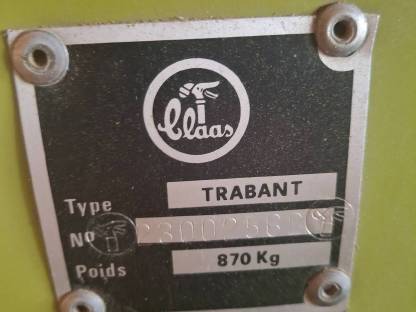 Claas
Type TRABANT
No
Poids 870 Kg